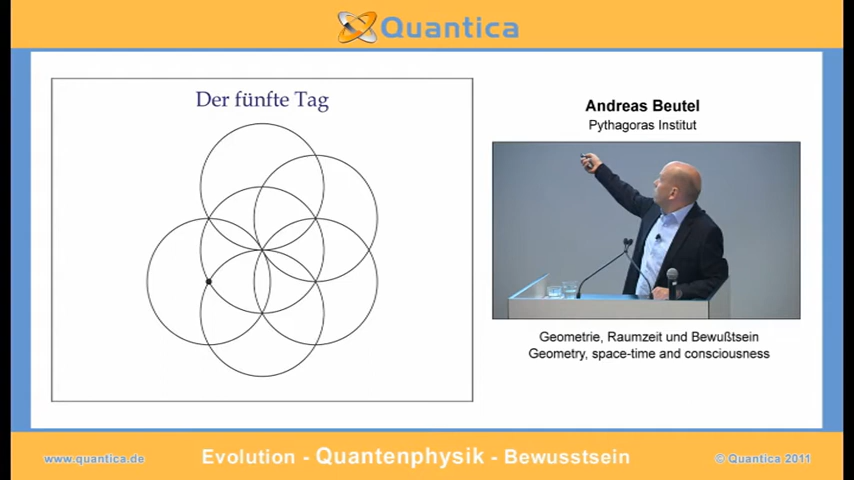 Quantica
Der fünfte Tag
Andreas Beutel
Pythagoras Institut
Geometrie, Raumzeit und Bewußtsein
Geometry, space-time and consciousness
www.quantica.de
Evolution - Quantenphysik - Bewusstsein
© Quantica 2011